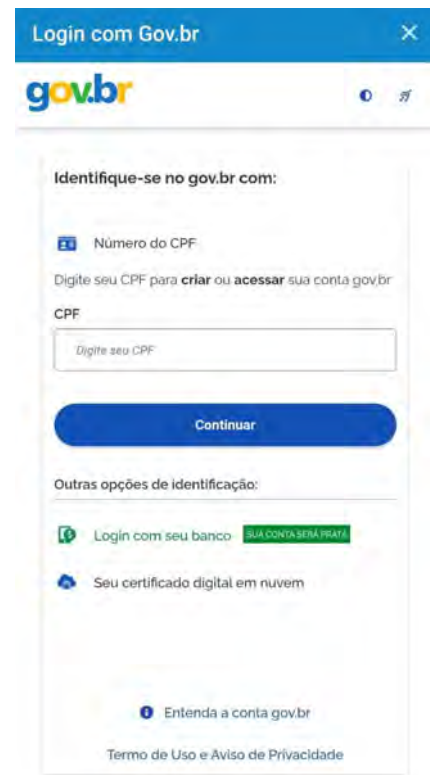 Login com Gov.br
gov.br
Identifique-se no gov.br com:
Número do CPF
Digite seu CPF para criar ou acessar sua conta gov.br
CPF
Digite seu CPF
Continuar
Outras opções de identificação:
Login com seu banco SUA CONTA SERÁ PRATA
Seu certificado digital em nuvem
Entenda a conta gov.br
Termo de Uso e Aviso de Privacidade